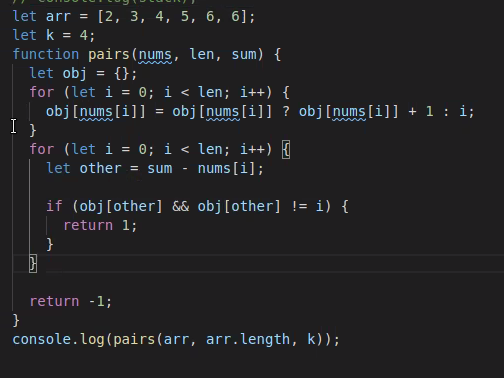 // console.log(stack);
let arr = [2, 3, 4, 5, 6, 6];
let k = 4;
function pairs(nums, len, sum) {
  let obj = {};
  for (let i = 0; i < len; i++) {
    obj[nums[i]] = obj[nums[i]] ? obj[nums[i]] + 1 : i;
  }
  for (let i = 0; i < len; i++) {
    let other = sum - nums[i];

    if (obj[other] && obj[other] != i) {
      return 1;
    }
  }

  return -1;
}
console.log(pairs(arr, arr.length, k));